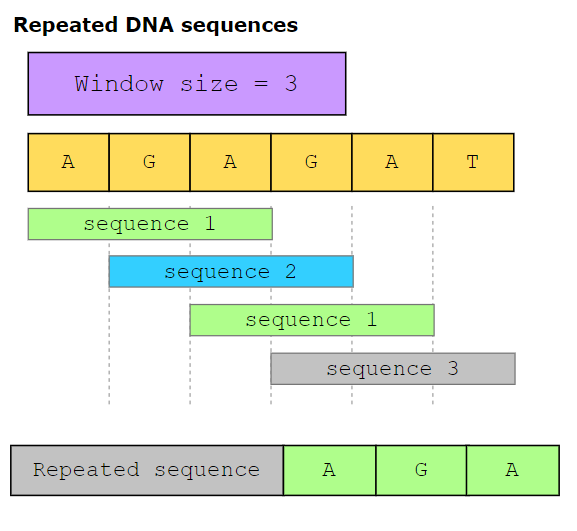 Repeated DNA sequences
Window size = 3
A G A G A T
sequence 1
sequence 2
sequence 1
sequence 3
Repeated sequence A G A